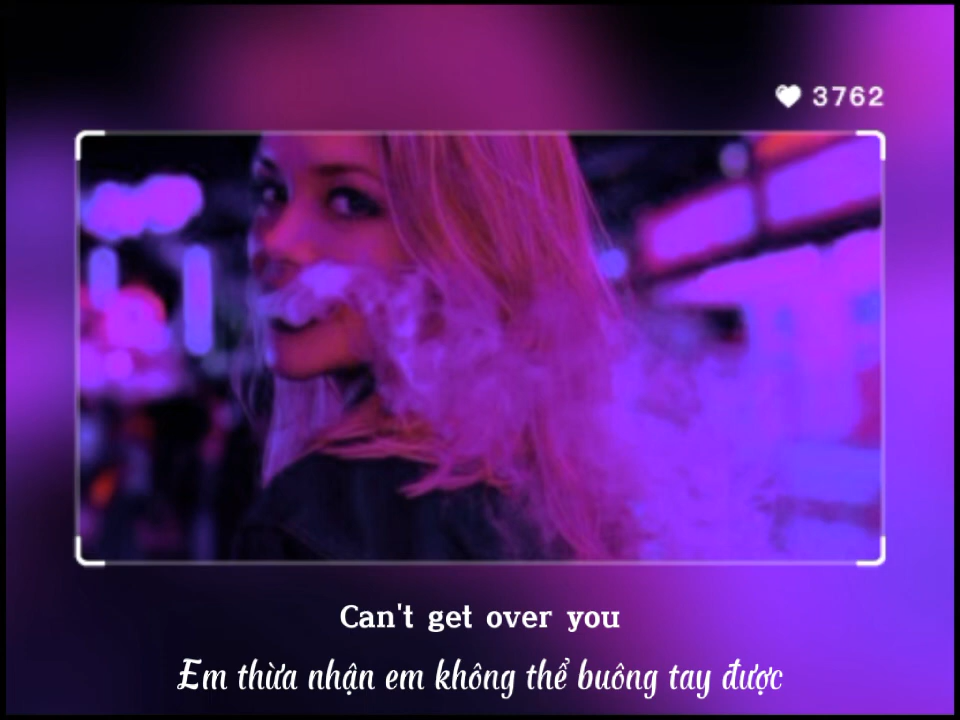 3762
Can't get over you
Em thừa nhận em không thể buông tay được